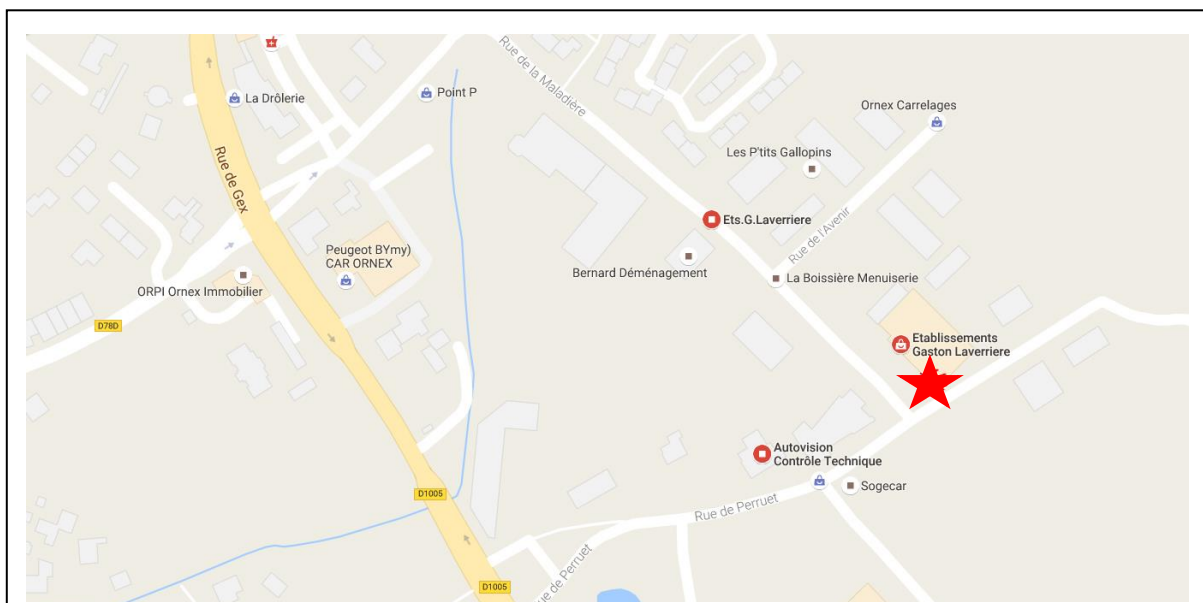 La Drôlerie
Point P
Rue de la Maladière
Ornex Carrelages
Les P'tits Gallopins
Rue de Gex
Ets.G.Laverriere
Rue de l'Avenir
Peugeot BYmy)
CAR ORNEX
Bernard Déménagement
La Boissière Menuiserie
ORPI Ornex Immobilier
D78D
Etablissements
Gaston Laverriere
Autovision
Contrôle Technique
Sogecar
D1005
Rue de Perruet
D1005
ue de Perruet